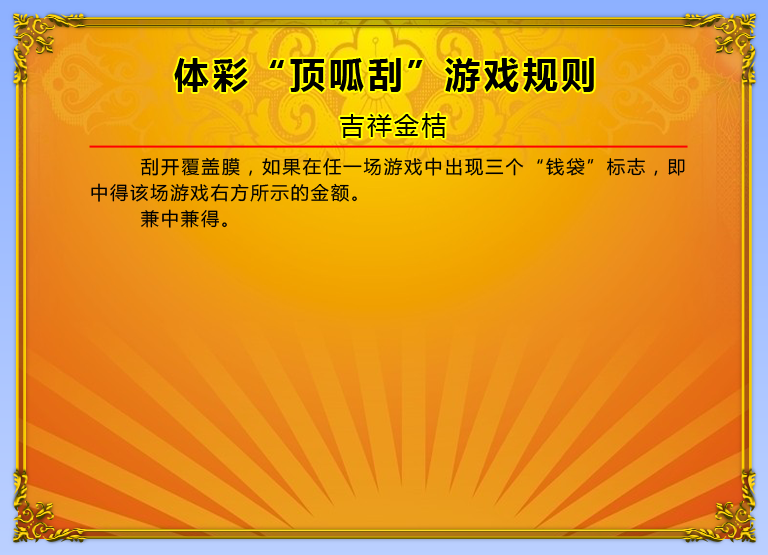 体彩“顶呱刮”游戏规则
吉祥金桔
刮开覆盖膜，如果在任一场游戏中出现三个“钱袋”标志，即
中得该场游戏右方所示的金额。
兼中兼得。